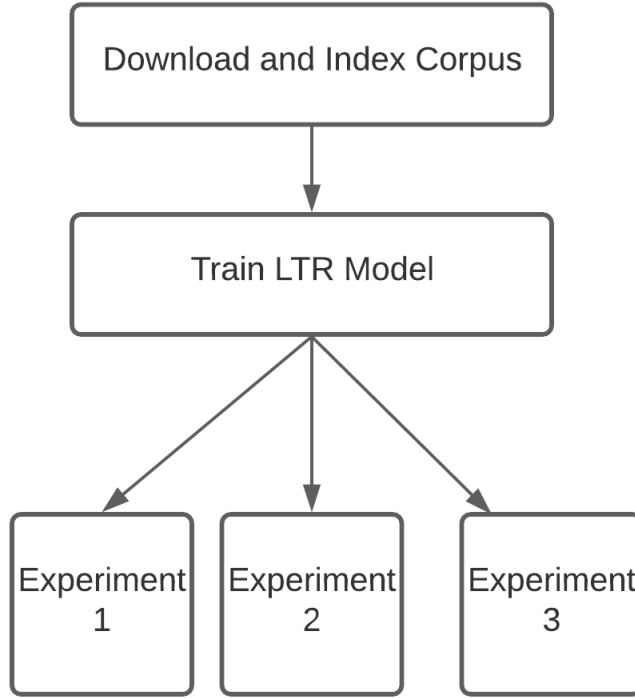 Download and Index Corpus
Train LTR Model
Experiment
1
Experiment
2
Experiment
3